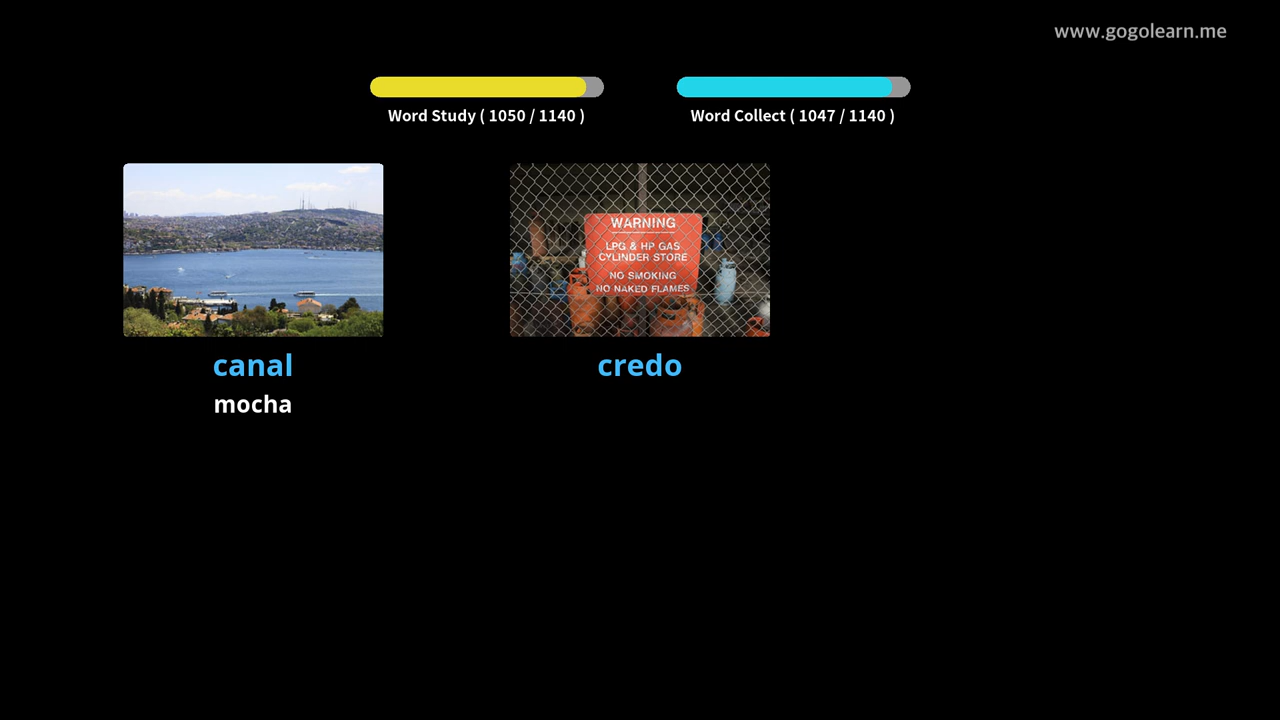 www.gogolearn.me
Word Study ( 1050 / 1140 )
Word Collect ( 1047 / 1140 )
WARNING
LPG & HP GAS
CYLINDER STORE
NO SMOKING
NO NAKED FLAMES
canal
credo
mocha